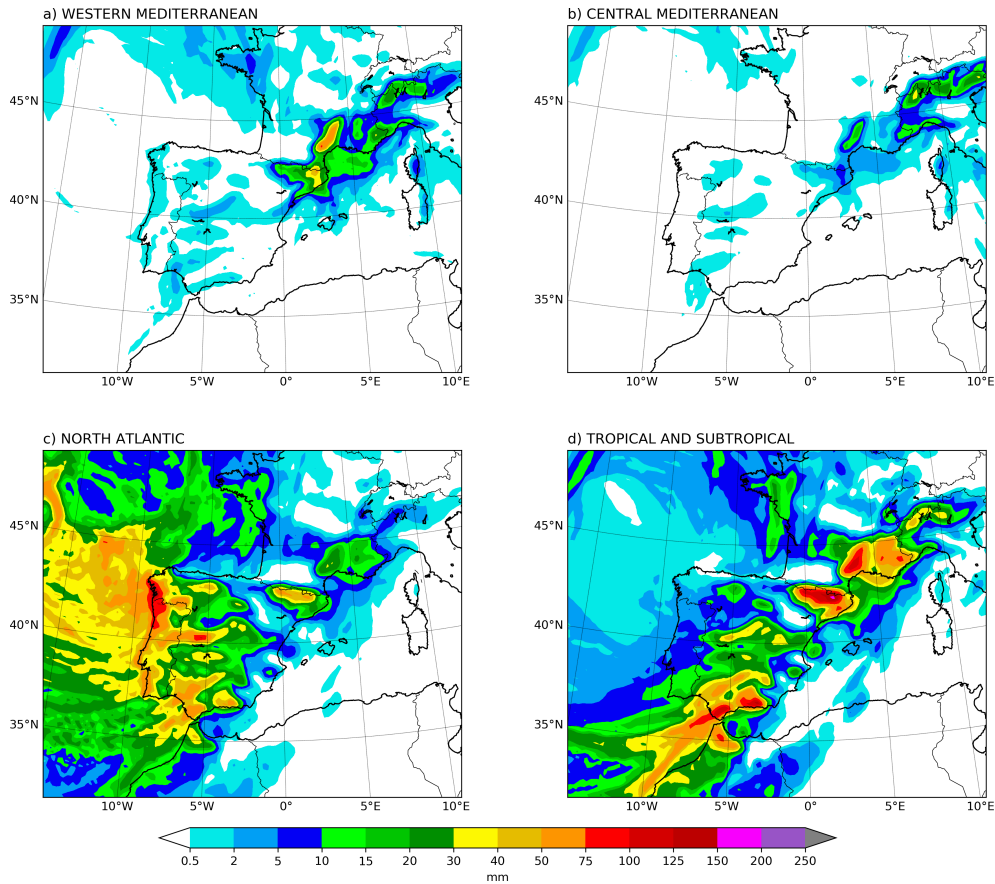 a) WESTERN MEDITERRANEAN
b) CENTRAL MEDITERRANEAN
45°N
40°N
35°N
10°W 5°W 0° 5°E 10°E
45°N
40°N
35°N
10°W 5°W 0° 5°E 10°E
c) NORTH ATLANTIC
d) TROPICAL AND SUBTROPICAL
45°N
40°N
35°N
10°W 5°W 0° 5°E 10°E
45°N
40°N
35°N
10°W 5°W 0° 5°E 10°E
0.5 2 5 10 15 20 30 40 50 75 100 125 150 200 250
mm